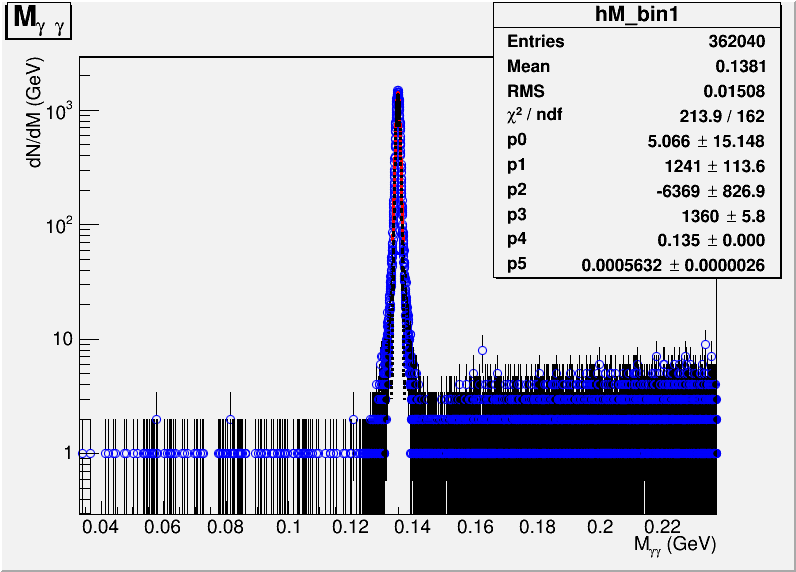 M_γ γ
hM_bin1
Entries 362040
Mean 0.1381
RMS 0.01508
χ² / ndf 213.9 / 162
p0 5.066 ± 15.148
p1 1241 ± 113.6
p2 -6369 ± 826.9
p3 1360 ± 5.8
p4 0.135 ± 0.000
p5 0.0005632 ± 0.0000026
dN/dM (GeV)
10³
10²
10
1
0.04 0.06 0.08 0.1 0.12 0.14 0.16 0.18 0.2 0.22
M_γγ (GeV)